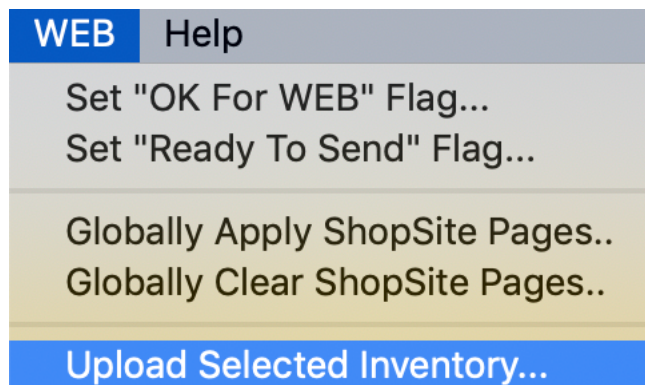 WEB Help
Set "OK For WEB" Flag...
Set "Ready To Send" Flag...
Globally Apply ShopSite Pages..
Globally Clear ShopSite Pages..
Upload Selected Inventory...